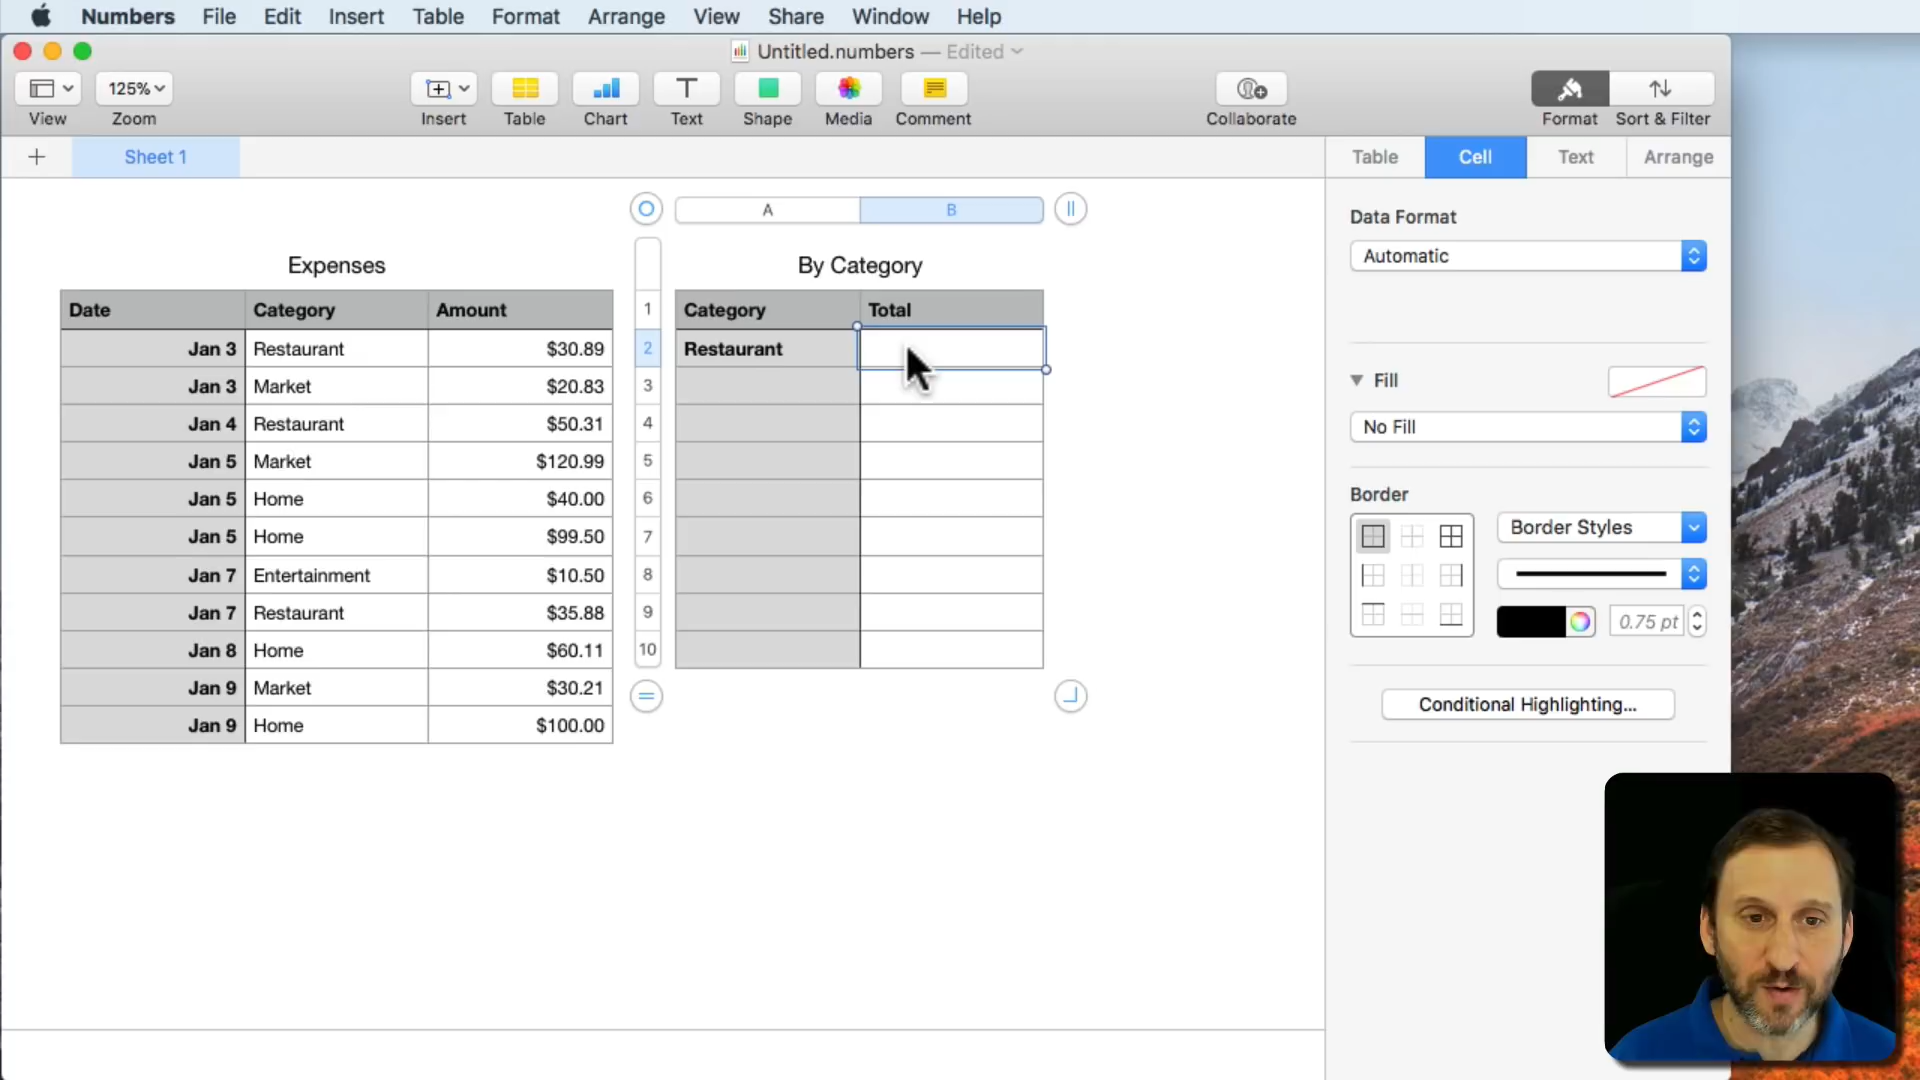 Numbers File Edit Insert Table Format Arrange View Share Window Help
Untitled.numbers — Edited
125%
View Zoom Insert Table Chart Text Shape Media Comment Collaborate Format Sort & Filter
Sheet 1
Table Cell Text Arrange
A B
Expenses
Date Category Amount
Jan 3 Restaurant $30.89
Jan 3 Market $20.83
Jan 4 Restaurant $50.31
Jan 5 Market $120.99
Jan 5 Home $40.00
Jan 5 Home $99.50
Jan 7 Entertainment $10.50
Jan 7 Restaurant $35.88
Jan 8 Home $60.11
Jan 9 Market $30.21
Jan 9 Home $100.00
By Category
1 Category Total
2 Restaurant
3
4
5
6
7
8
9
10
Data Format
Automatic
Fill
No Fill
Border
Border Styles
0.75 pt
Conditional Highlighting...